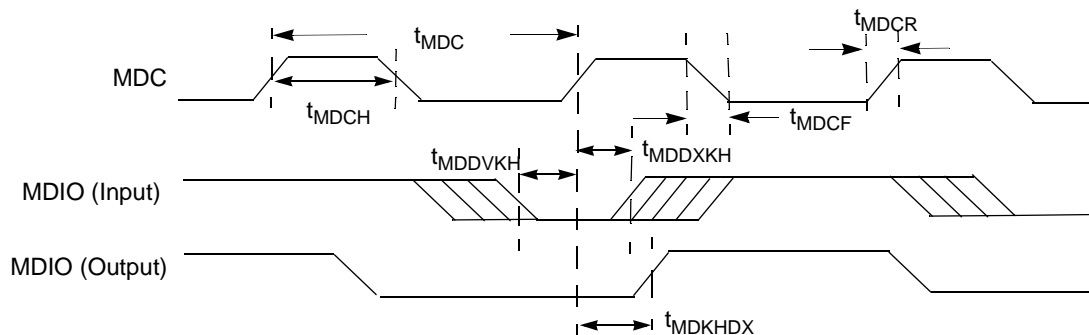 tMDC
tMDCR
MDC
tMDCH
tMDCF
tMDDVKH
tMDDXKH
MDIO (Input)
MDIO (Output)
tMDKHDX